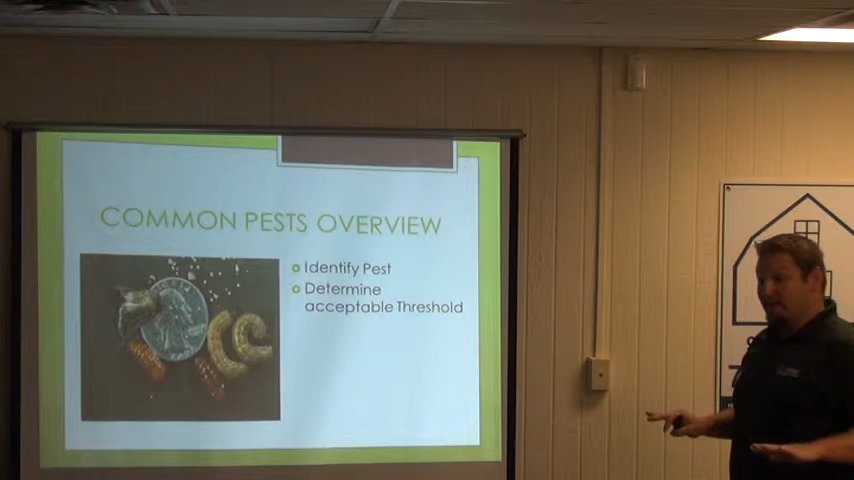 COMMON PESTS OVERVIEW
Identify Pest
Determine
acceptable Threshold